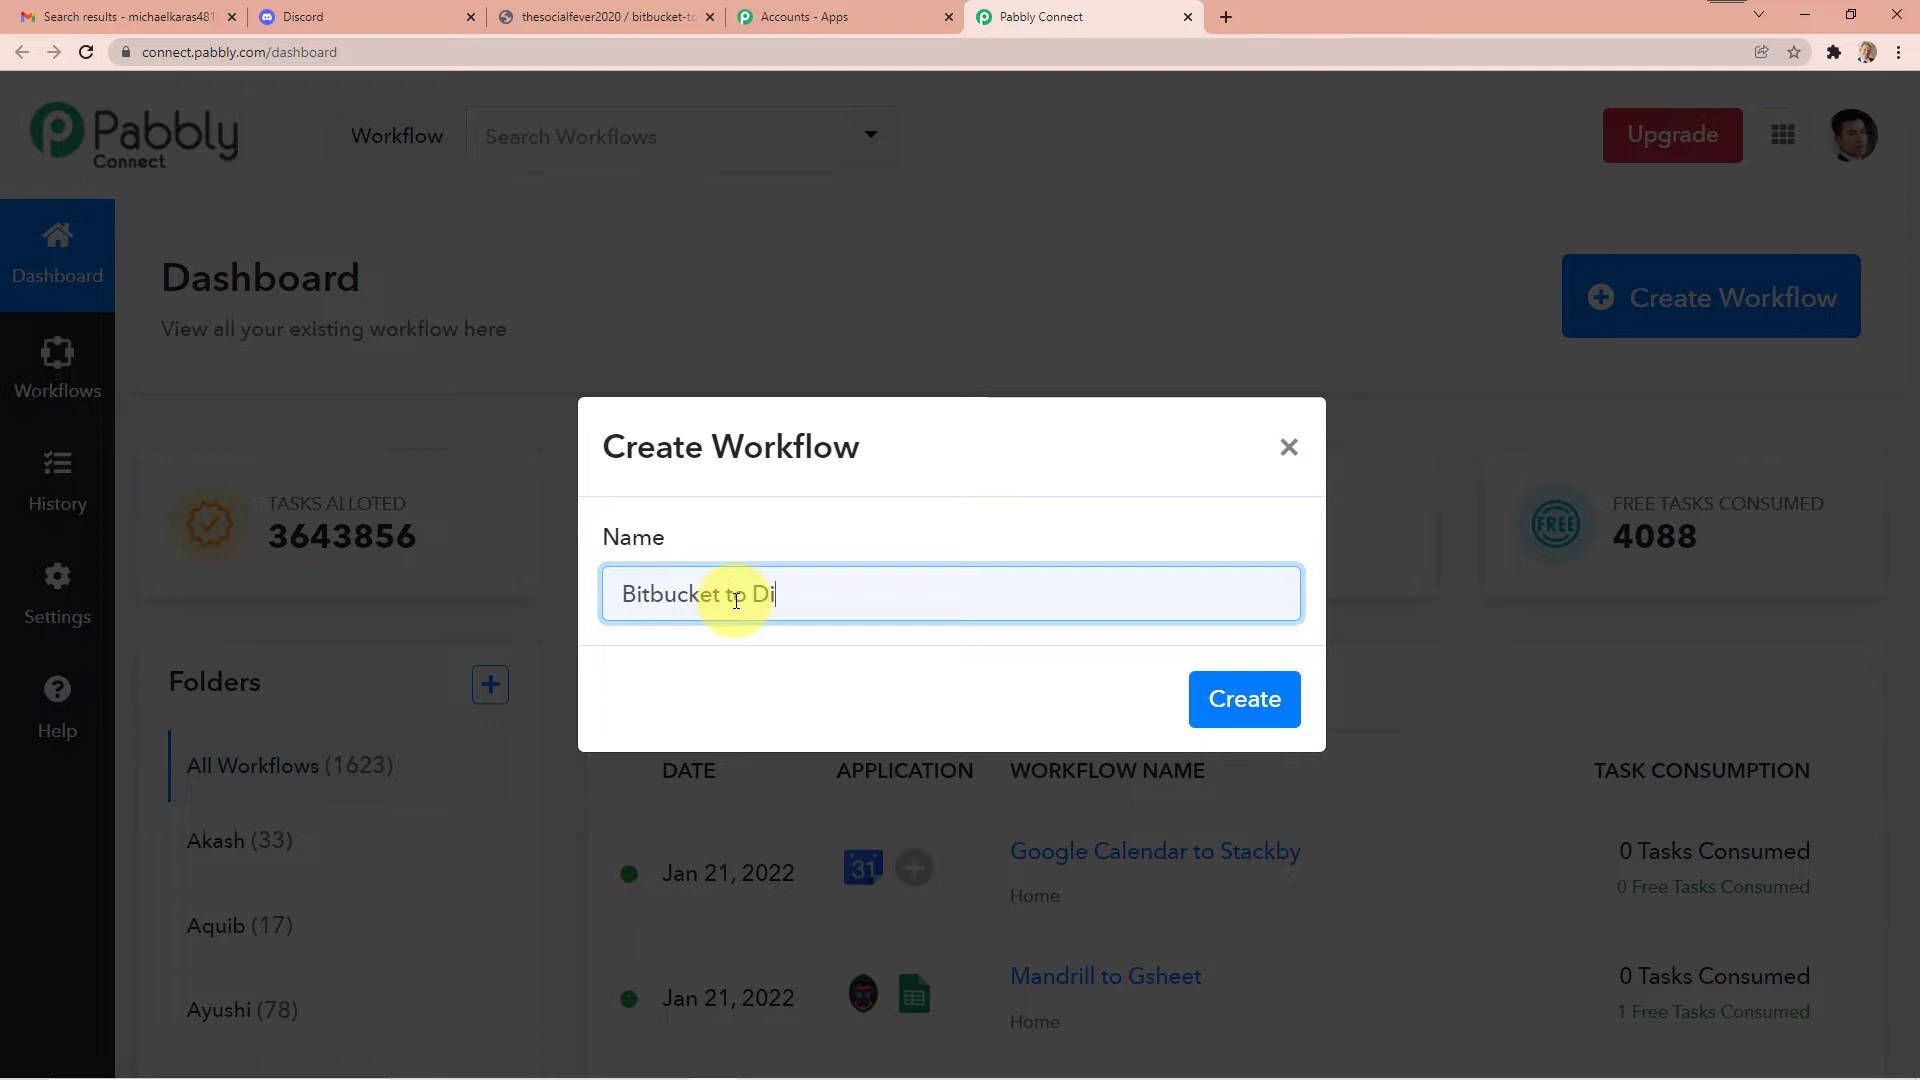 Search results - michaelkaras481
Discord
thesocialfever2020 / bitbucket-to
Accounts - Apps
Pabbly Connect
connect.pabbly.com/dashboard
Pabbly
Connect
Workflow
Search Workflows
Upgrade
Dashboard
Workflows
History
Settings
Help
Dashboard
View all your existing workflow here
Create Workflow
TASKS ALLOTED
3643856
FREE
FREE TASKS CONSUMED
4088
Create Workflow
Name
Bitbucket to Di
Create
Folders
All Workflows (1623)
Akash (33)
Aquib (17)
Ayushi (78)
DATE
APPLICATION
WORKFLOW NAME
TASK CONSUMPTION
Jan 21, 2022
31
Google Calendar to Stackby
Home
0 Tasks Consumed
0 Free Tasks Consumed
Jan 21, 2022
Mandrill to Gsheet
Home
0 Tasks Consumed
1 Free Tasks Consumed